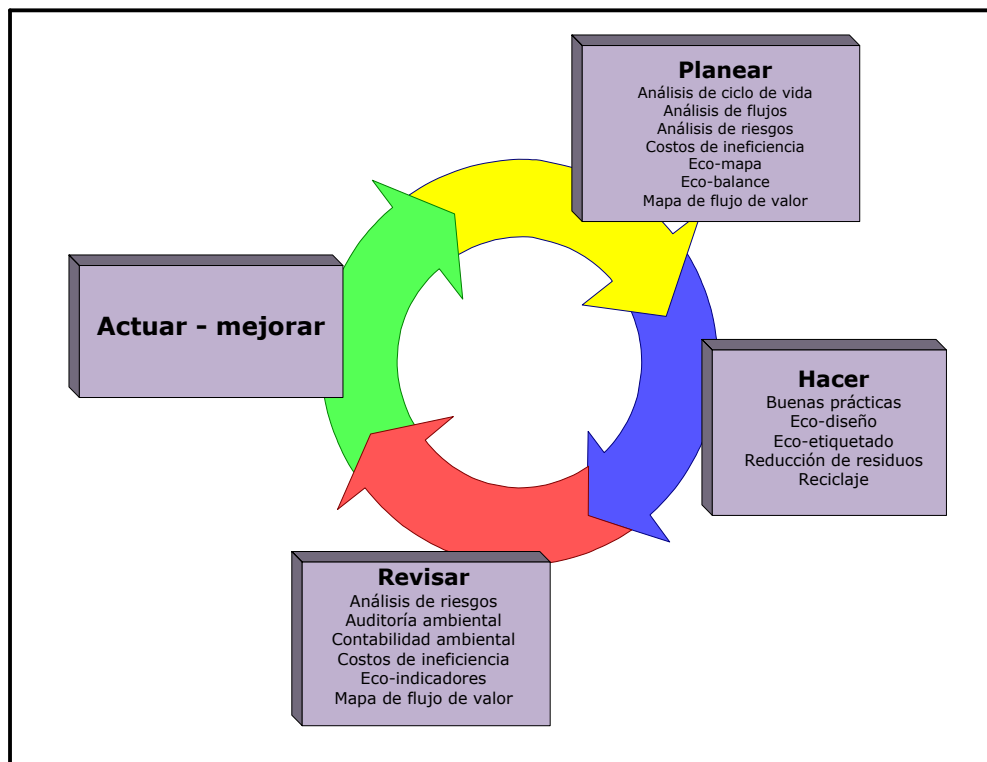 Planear
Análisis de ciclo de vida
Análisis de flujos
Análisis de riesgos
Costos de ineficiencia
Eco-mapa
Eco-balance
Mapa de flujo de valor
Hacer
Buenas prácticas
Eco-diseño
Eco-etiquetado
Reducción de residuos
Reciclaje
Revisar
Análisis de riesgos
Auditoría ambiental
Contabilidad ambiental
Costos de ineficiencia
Eco-indicadores
Mapa de flujo de valor
Actuar - mejorar